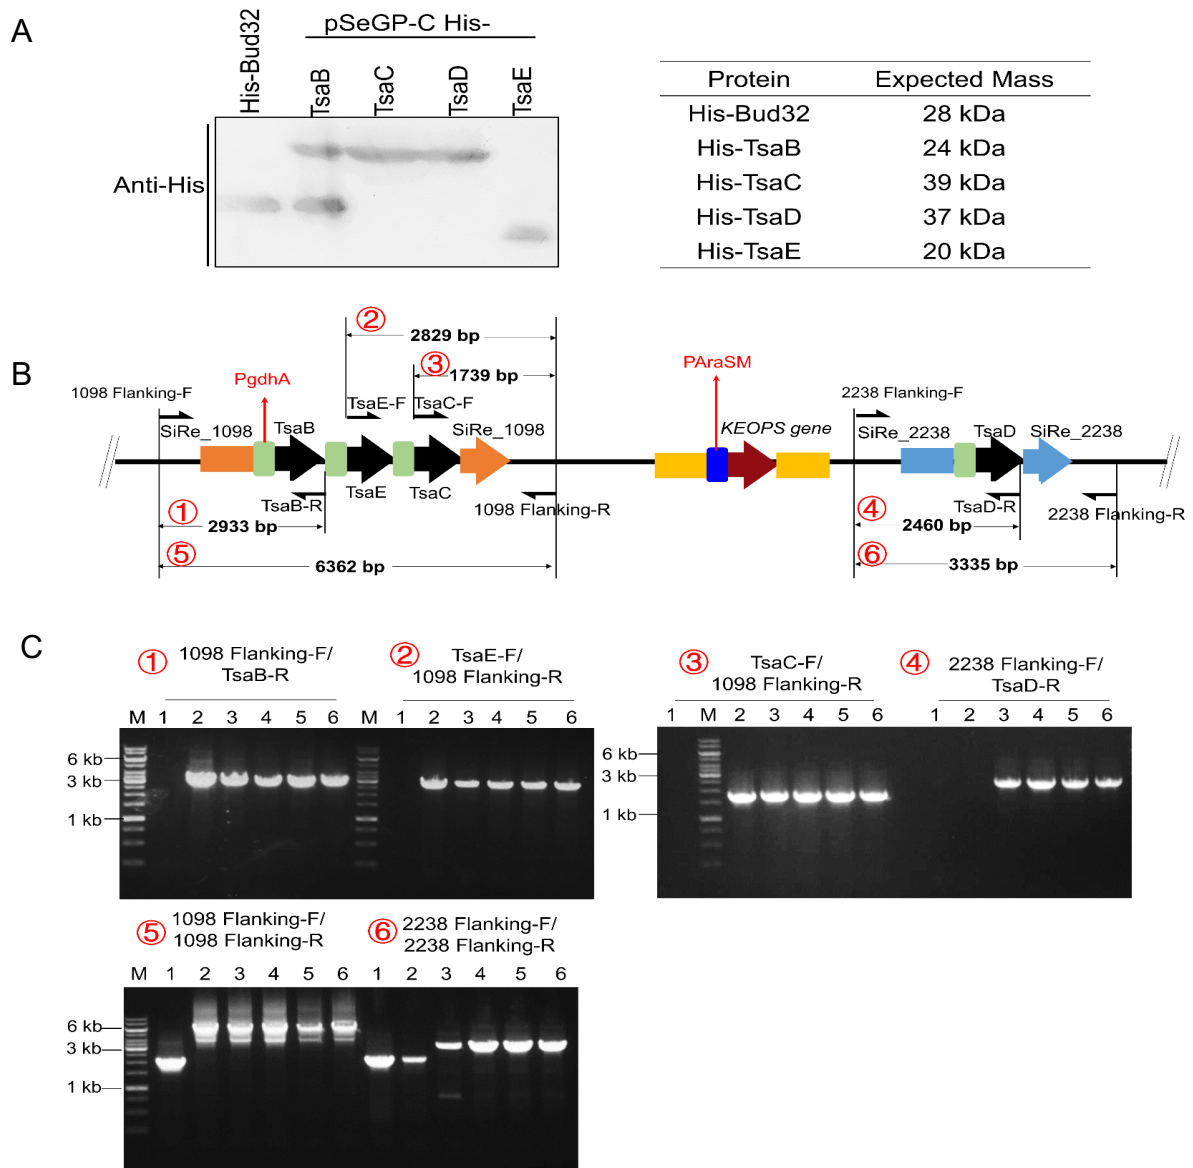 A
pSeGP-C His-
His-Bud32
TsaB
TsaC
TsaD
TsaE
Anti-His
Protein Expected Mass
His-Bud32 28 kDa
His-TsaB 24 kDa
His-TsaC 39 kDa
His-TsaD 37 kDa
His-TsaE 20 kDa
B
② 2829 bp
③ 1739 bp
PAraSM
1098 Flanking-F
PgdhA
TsaE-F
TsaC-F
2238 Flanking-F
SiRe_1098
TsaB
SiRe_1098
KEOPS gene
SiRe_2238
TsaD
SiRe_2238
TsaB-R
TsaE
TsaC
1098 Flanking-R
TsaD-R
2238 Flanking-R
① 2933 bp
④ 2460 bp
⑤ 6362 bp
⑥ 3335 bp
C
① 1098 Flanking-F/
TsaB-R
② TsaE-F/
1098 Flanking-R
③ TsaC-F/
1098 Flanking-R
④ 2238 Flanking-F/
TsaD-R
M 1 2 3 4 5 6 M 1 2 3 4 5 6
1 M 2 3 4 5 6 1 2 3 4 5 6
6 kb
3 kb
1 kb
6 kb
3 kb
1 kb
⑤ 1098 Flanking-F/
1098 Flanking-R
⑥ 2238 Flanking-F/
2238 Flanking-R
M 1 2 3 4 5 6 1 2 3 4 5 6
6 kb
3 kb
1 kb